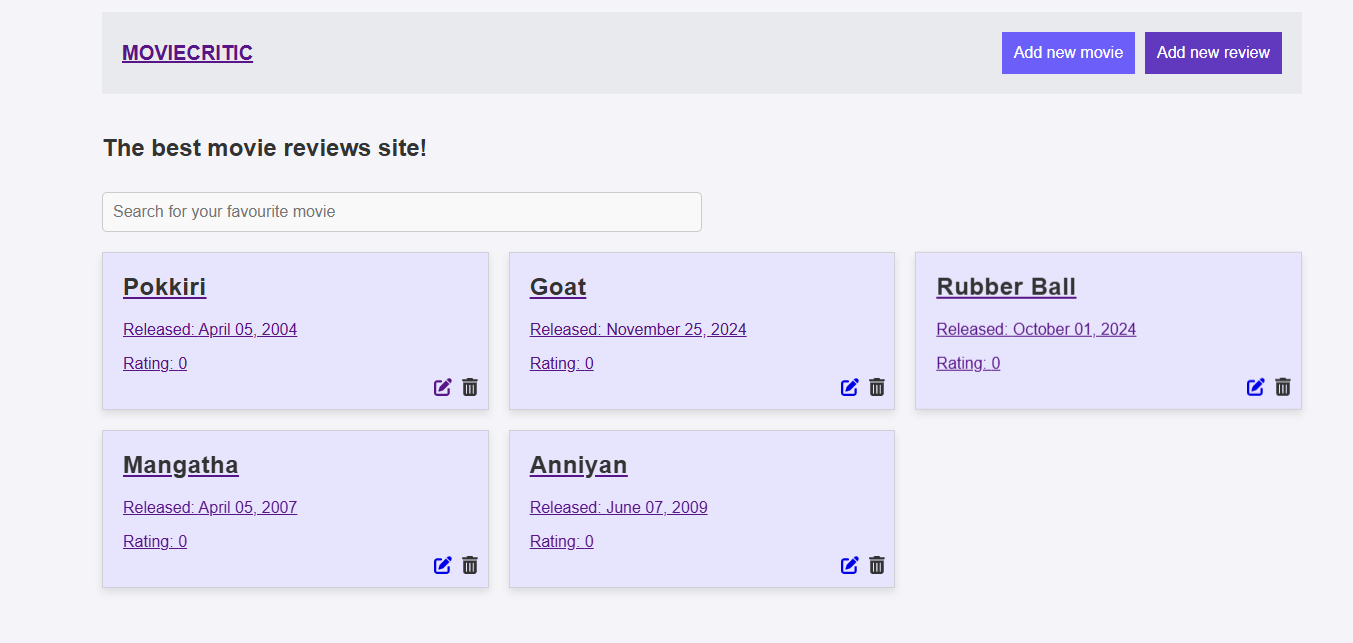 MOVIECRITIC
Add new movie
Add new review
The best movie reviews site!
Search for your favourite movie
Pokkiri
Released: April 05, 2004
Rating: 0
Goat
Released: November 25, 2024
Rating: 0
Rubber Ball
Released: October 01, 2024
Rating: 0
Mangatha
Released: April 05, 2007
Rating: 0
Anniyan
Released: June 07, 2009
Rating: 0